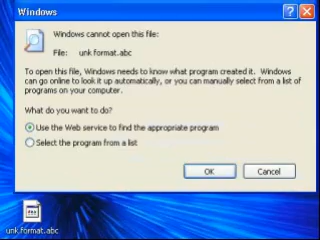 Windows
Windows cannot open this file:
File: unk.format.abc
To open this file, Windows needs to know what program created it. Windows
can go online to look it up automatically, or you can manually select from a list of
programs on your computer.
What do you want to do?
Use the Web service to find the appropriate program
Select the program from a list
OK
Cancel
unk.format.abc